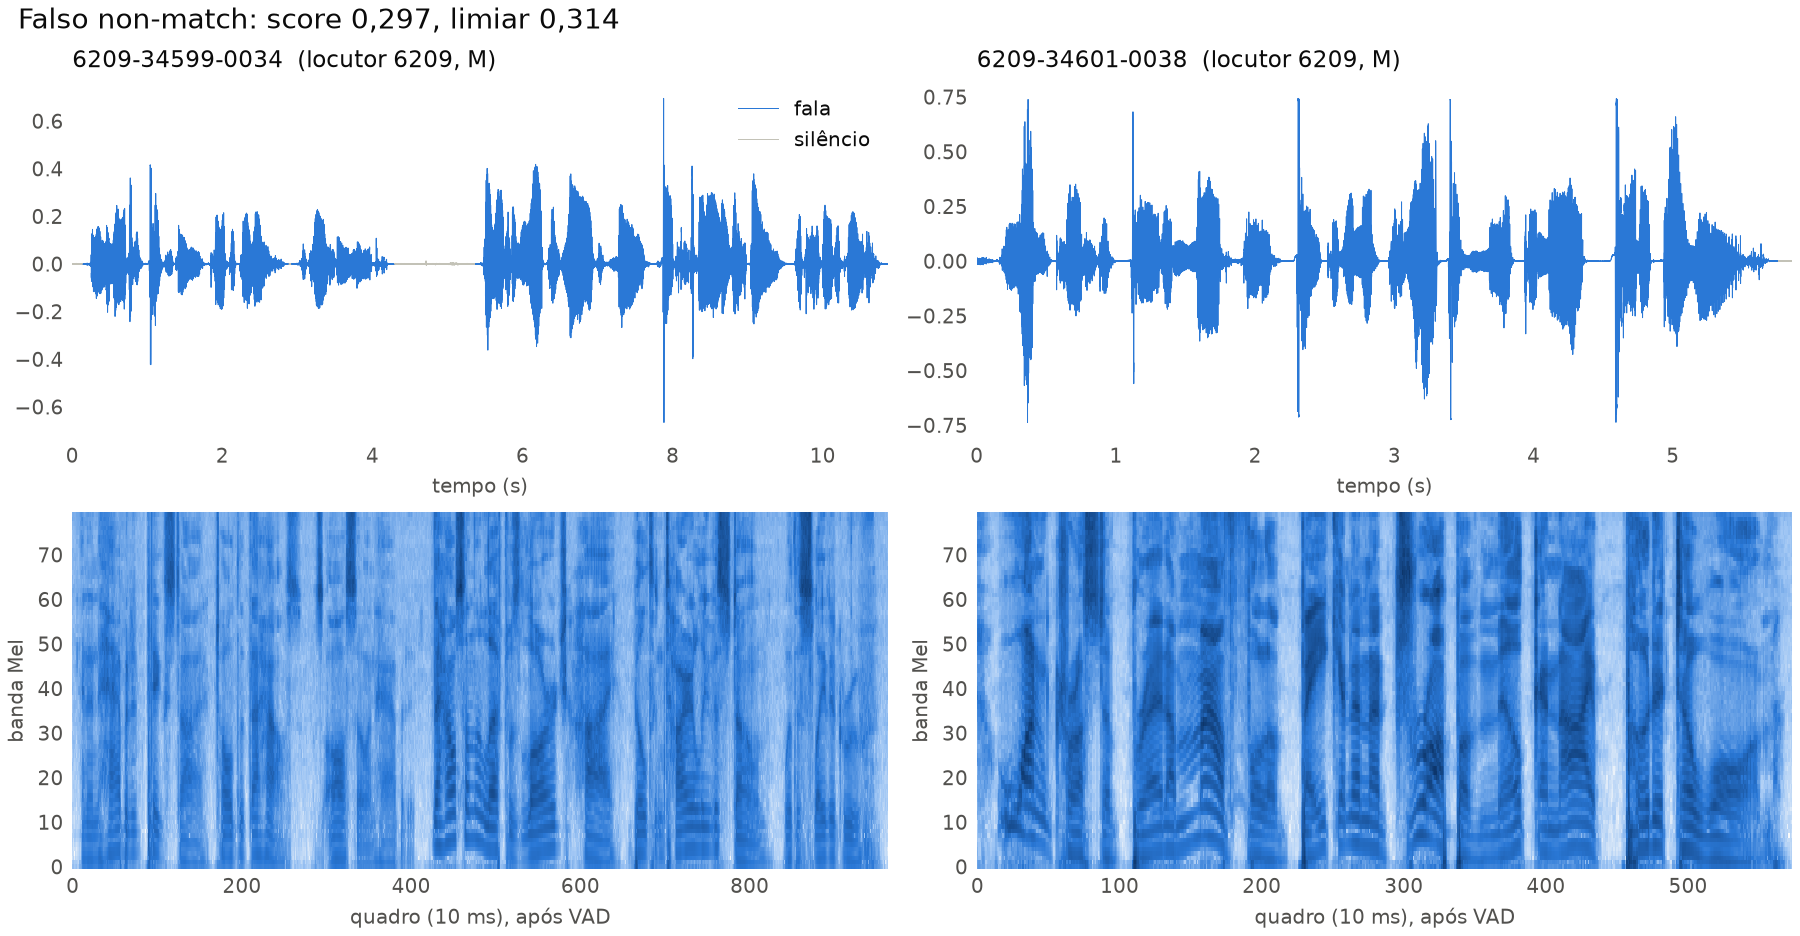 Falso non-match: score 0,297, limiar 0,314
6209-34599-0034  (locutor 6209, M)
fala
silêncio
0.6
0.4
0.2
0.0
−0.2
−0.4
−0.6
0 2 4 6 8 10
tempo (s)
6209-34601-0038  (locutor 6209, M)
0.75
0.50
0.25
0.00
−0.25
−0.50
−0.75
0 1 2 3 4 5
tempo (s)
banda Mel
70
60
50
40
30
20
10
0
0 200 400 600 800
quadro (10 ms), após VAD
banda Mel
70
60
50
40
30
20
10
0
0 100 200 300 400 500
quadro (10 ms), após VAD